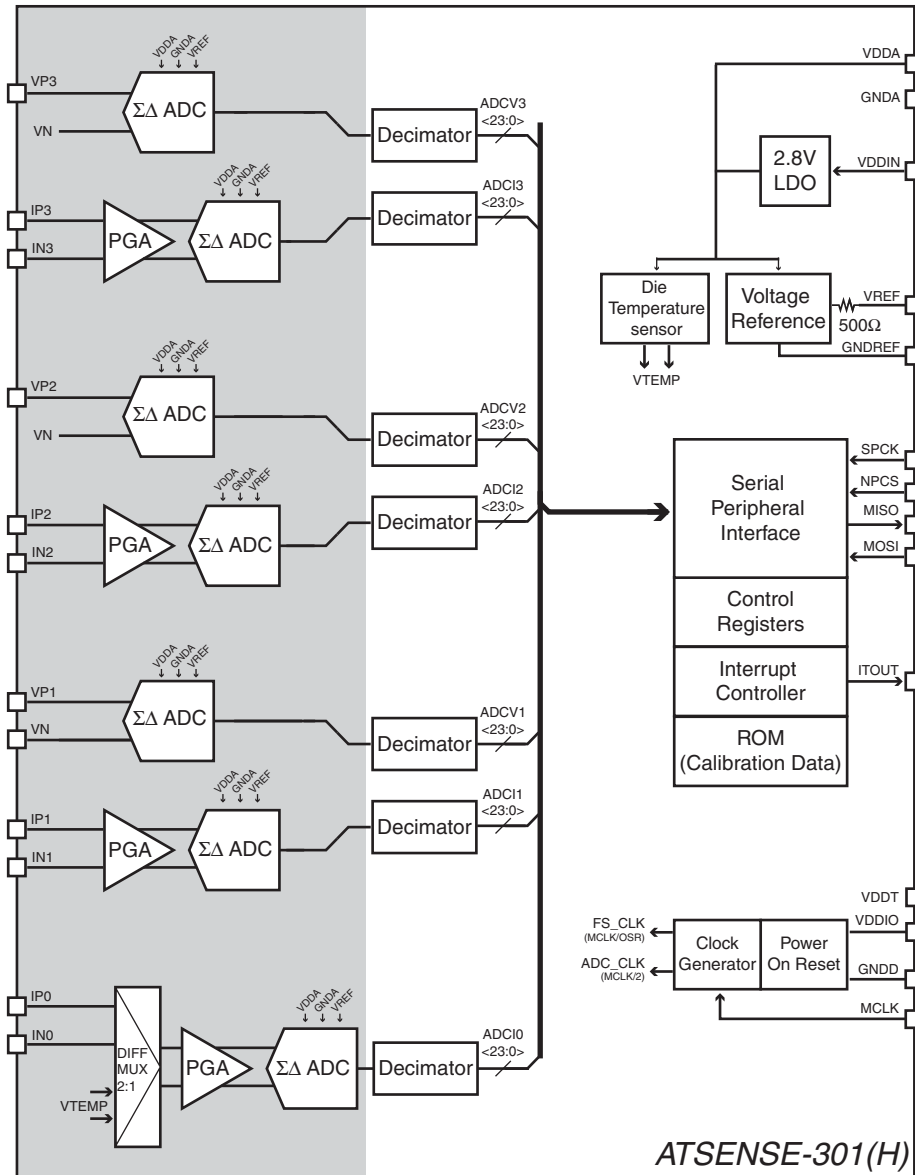 VDDA GNDA VREF
VP3
ΣΔ ADC
VN
Decimator
ADCV3
<23:0>
VDDA GNDA VREF
IP3
IN3
PGA
ΣΔ ADC
Decimator
ADCI3
<23:0>
VDDA GNDA VREF
VP2
ΣΔ ADC
VN
Decimator
ADCV2
<23:0>
VDDA GNDA VREF
IP2
IN2
PGA
ΣΔ ADC
Decimator
ADCI2
<23:0>
VDDA GNDA VREF
VP1
ΣΔ ADC
VN
Decimator
ADCV1
<23:0>
VDDA GNDA VREF
IP1
IN1
PGA
ΣΔ ADC
Decimator
ADCI1
<23:0>
IP0
IN0
DIFF
MUX
2:1
VTEMP
PGA
VDDA GNDA VREF
ΣΔ ADC
Decimator
ADCI0
<23:0>
VDDA
GNDA
2.8V
LDO
VDDIN
Die
Temperature
sensor
VTEMP
Voltage
Reference
500Ω
VREF
GNDREF
Serial
Peripheral
Interface
SPCK
NPCS
MISO
MOSI
Control
Registers
Interrupt
Controller
ITOUT
ROM
(Calibration Data)
VDDT
FS_CLK
(MCLK/OSR)
ADC_CLK
(MCLK/2)
Clock
Generator
Power
On Reset
VDDIO
GNDD
MCLK
ATSENSE-301(H)